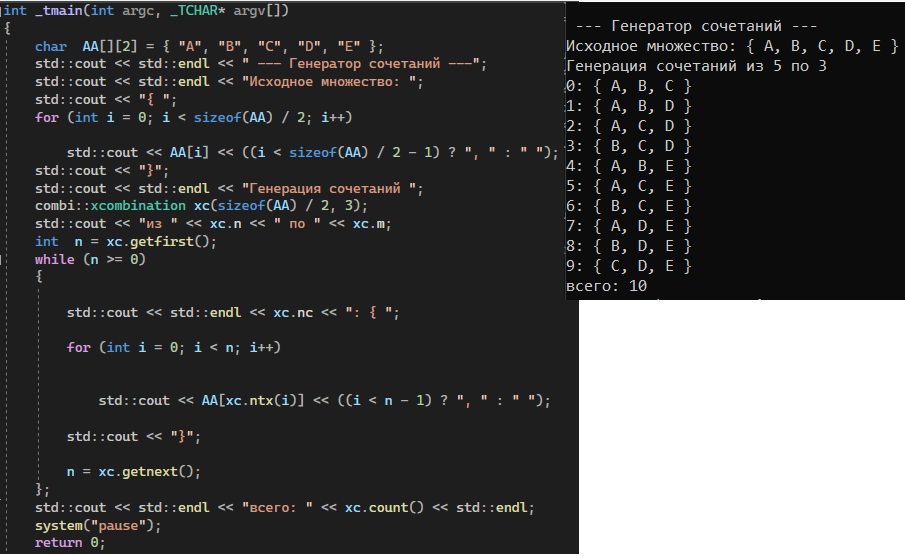 int _tmain(int argc, _TCHAR* argv[])
{
char  AA[][2] = { "A", "B", "C", "D", "E" };
std::cout << std::endl << " --- Генератор сочетаний ---";
std::cout << std::endl << "Исходное множество: ";
std::cout << "{ ";
for (int i = 0; i < sizeof(AA) / 2; i++)
std::cout << AA[i] << ((i < sizeof(AA) / 2 - 1) ? ", " : " ");
std::cout << "}";
std::cout << std::endl << "Генерация сочетаний ";
combi::xcombination xc(sizeof(AA) / 2, 3);
std::cout << "из " << xc.n << " по " << xc.m;
int  n = xc.getfirst();
while (n >= 0)
{
std::cout << std::endl << xc.nc << ": { ";
for (int i = 0; i < n; i++)
std::cout << AA[xc.ntx(i)] << ((i < n - 1) ? ", " : " ");
std::cout << "}";
n = xc.getnext();
};
std::cout << std::endl << "всего: " << xc.count() << std::endl;
system("pause");
return 0;
--- Генератор сочетаний ---
Исходное множество: { A, B, C, D, E }
Генерация сочетаний из 5 по 3
0: { A, B, C }
1: { A, B, D }
2: { A, C, D }
3: { B, C, D }
4: { A, B, E }
5: { A, C, E }
6: { B, C, E }
7: { A, D, E }
8: { B, D, E }
9: { C, D, E }
всего: 10